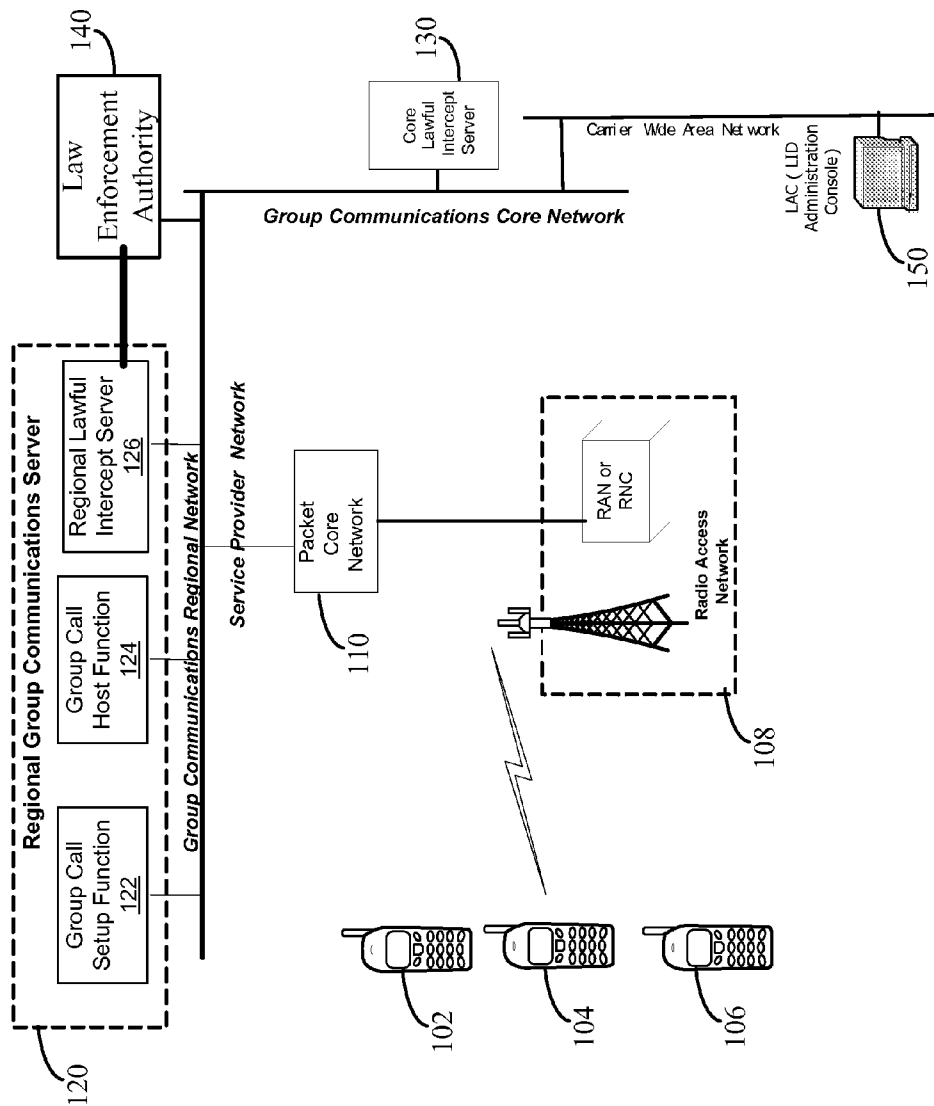 Regional Group Communications Server
Group Call
Setup Function
122
Group Call
Host Function
124
Regional Lawful
Intercept Server
126
Law
Enforcement
Authority
140
120
Group Communications Regional Network
Service Provider Network
Packet
Core
Network
110
Core
Lawful
Intercept
Server
130
Group Communications Core Network
Carrier Wide Area Network
LAC ( LID
Administration
Console)
150
RAN or
RNC
Radio Access
Network
108
102
104
106